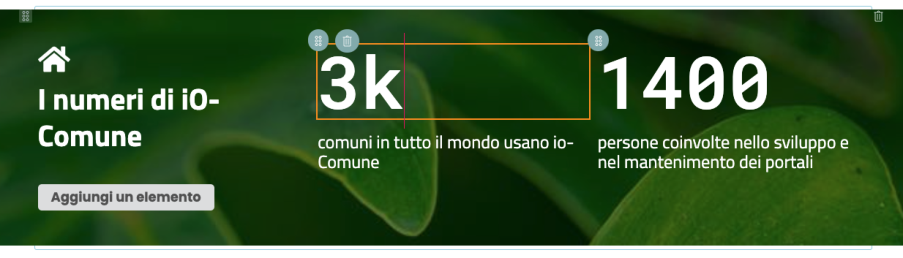 I numeri di iO-
Comune
Aggiungi un elemento
3k
comuni in tutto il mondo usano io-
Comune
1400
persone coinvolte nello sviluppo e
nel mantenimento dei portali